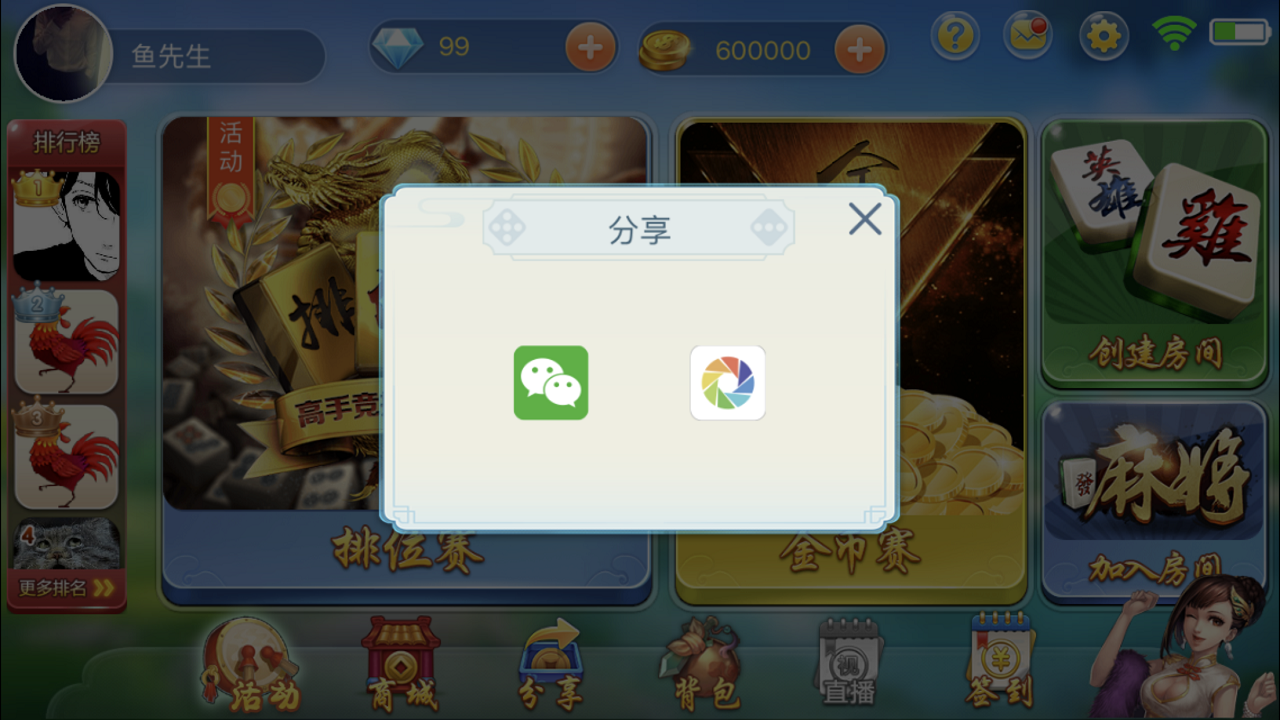 鱼先生
99
600000
排行榜
1
2
3
4
更多排名
活动
排
高手竞
排位赛
金币赛
分享
英雄
雞
创建房间
發
麻将
加入房间
活动
商城
分享
背包
视
直播
签到